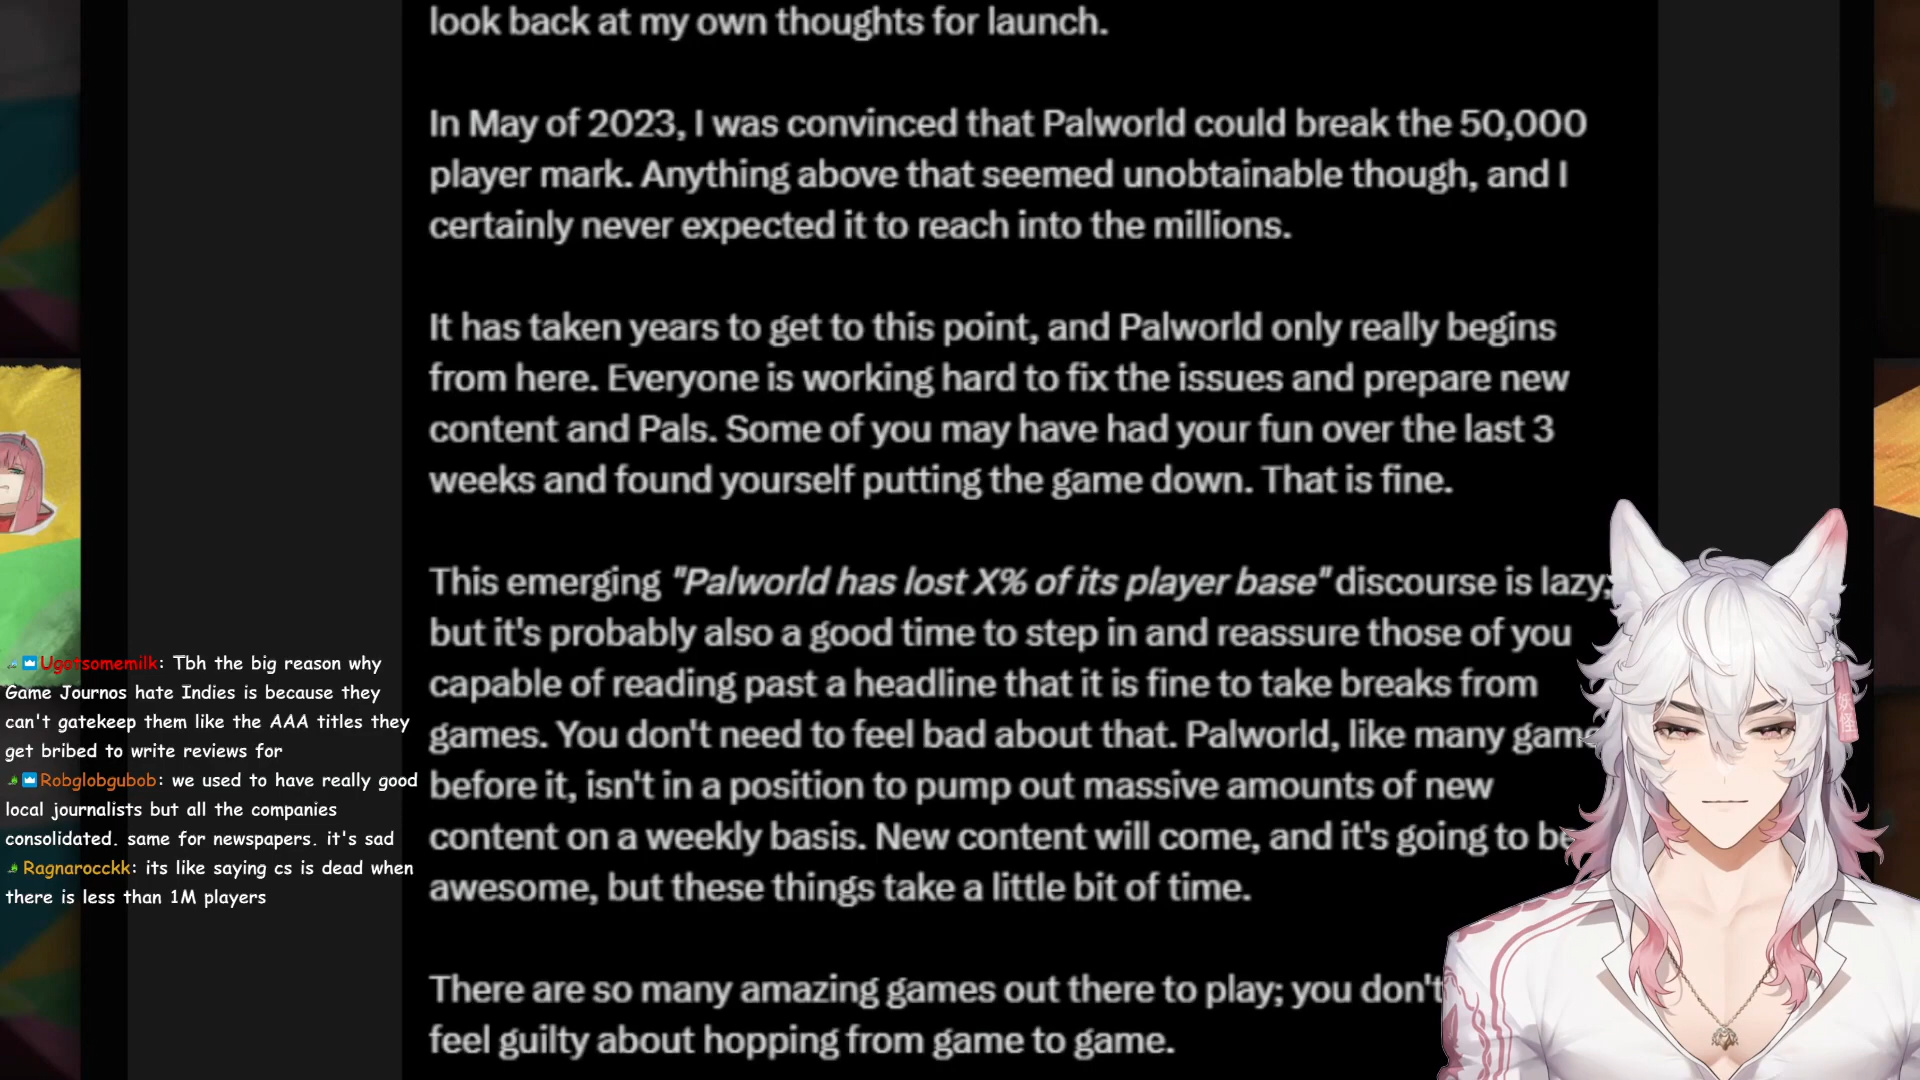 look back at my own thoughts for launch.
In May of 2023, I was convinced that Palworld could break the 50,000
player mark. Anything above that seemed unobtainable though, and I
certainly never expected it to reach into the millions.
It has taken years to get to this point, and Palworld only really begins
from here. Everyone is working hard to fix the issues and prepare new
content and Pals. Some of you may have had your fun over the last 3
weeks and found yourself putting the game down. That is fine.
This emerging "Palworld has lost X% of its player base" discourse is lazy,
but it's probably also a good time to step in and reassure those of you
capable of reading past a headline that it is fine to take breaks from
games. You don't need to feel bad about that. Palworld, like many game
before it, isn't in a position to pump out massive amounts of new
content on a weekly basis. New content will come, and it's going to be
awesome, but these things take a little bit of time.
There are so many amazing games out there to play; you don't
feel guilty about hopping from game to game.
Ugotsomemilk: Tbh the big reason why
Game Journos hate Indies is because they
can't gatekeep them like the AAA titles they
get bribed to write reviews for
Robglobgubob: we used to have really good
local journalists but all the companies
consolidated. same for newspapers. it's sad
Ragnarocckk: its like saying cs is dead when
there is less than 1M players
妖怪